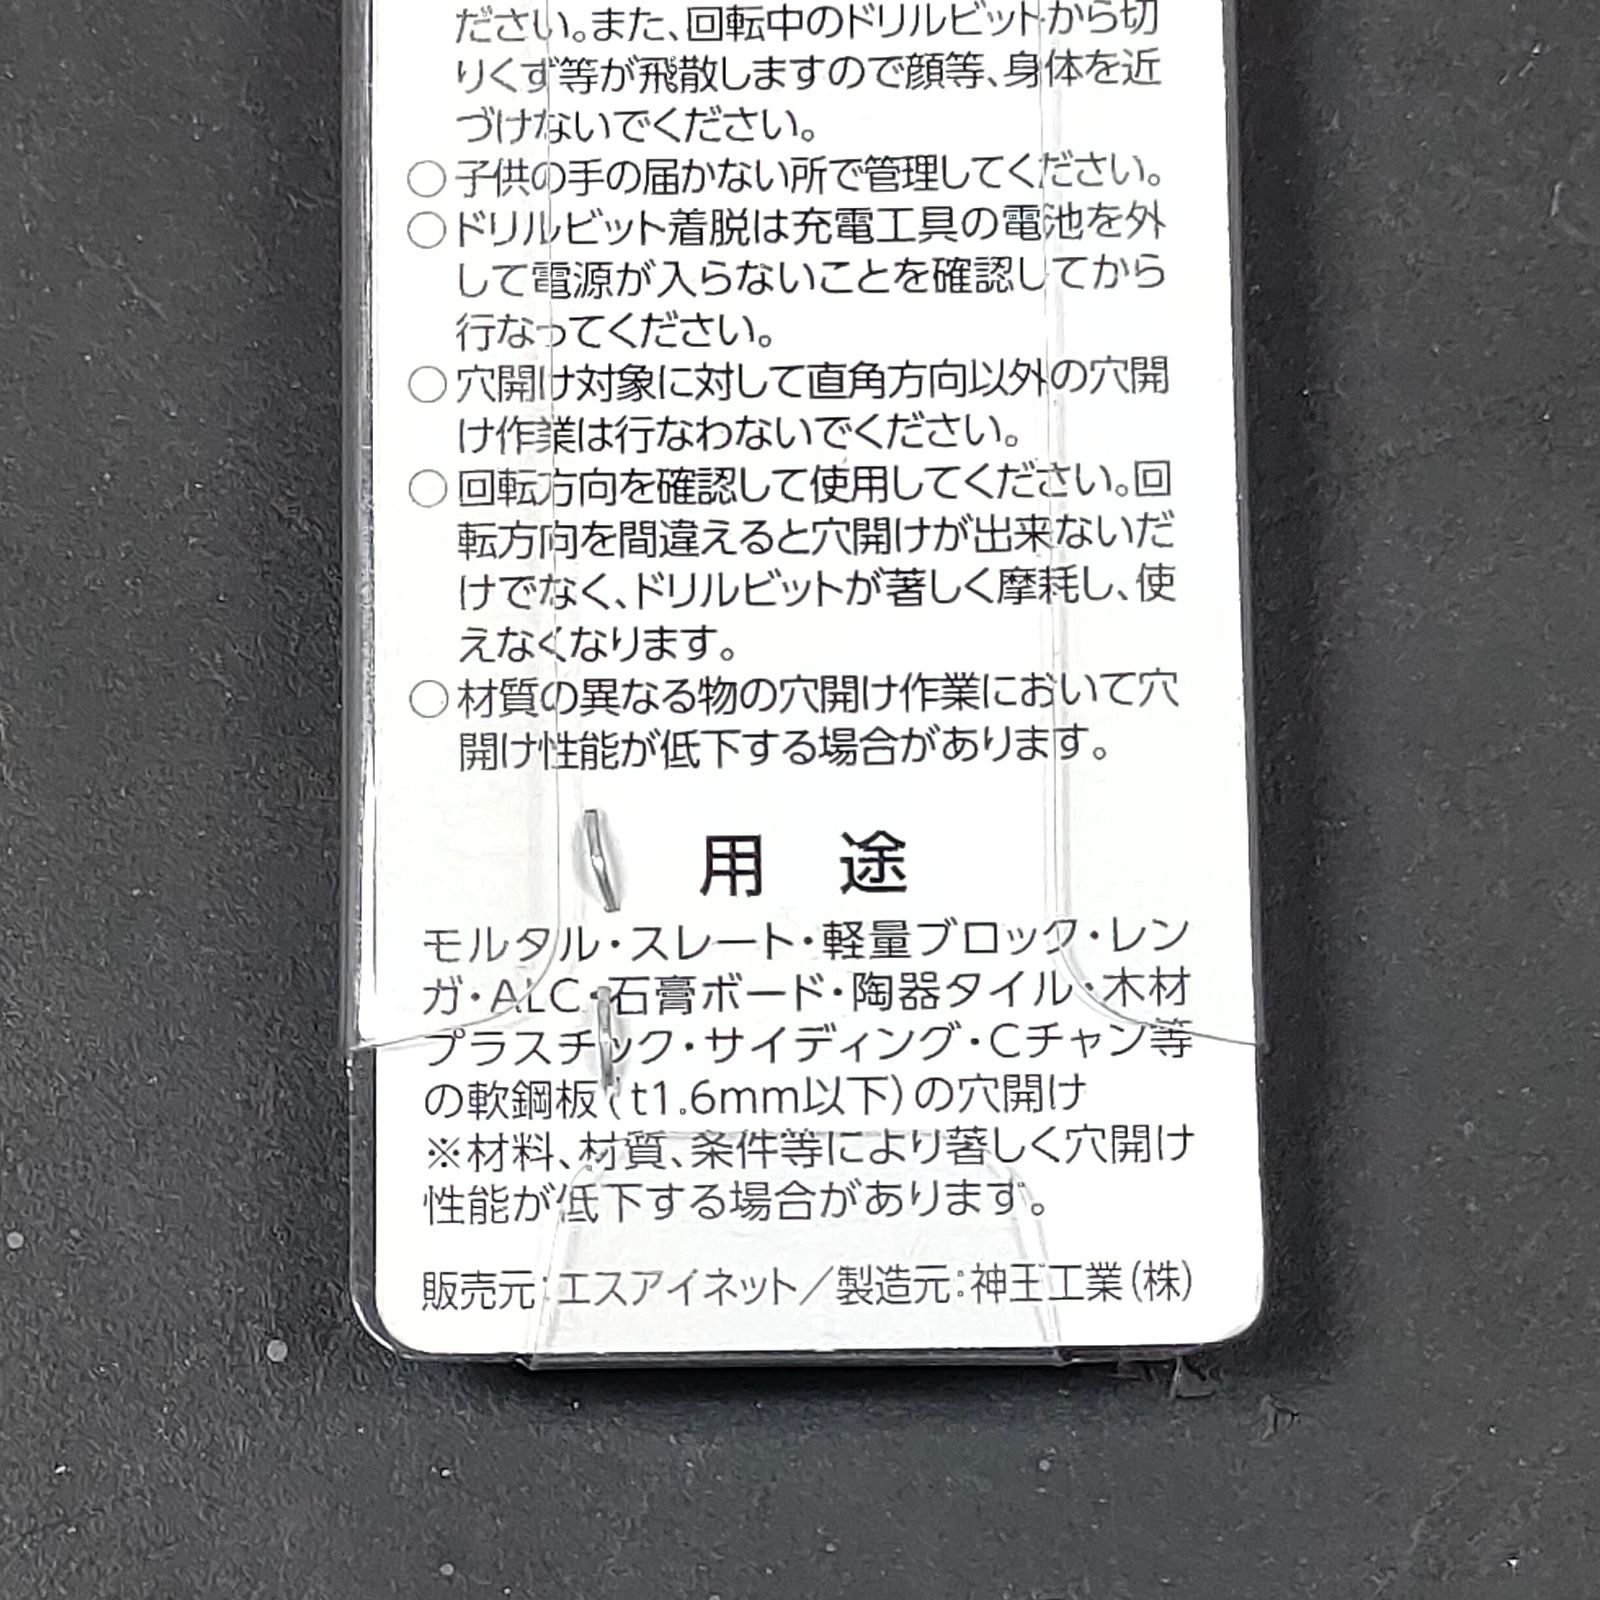 ださい。また、回転中のドリルビットから切
りくず等が飛散しますので顔等、身体を近
づけないでください。
○子供の手の届かない所で管理してください。
○ドリルビット着脱は充電工具の電池を外
して電源が入らないことを確認してから
行なってください。
○穴開け対象に対して直角方向以外の穴開
け作業は行なわないでください。
○回転方向を確認して使用してください。回
転方向を間違えると穴開けが出来ないだ
けでなく、ドリルビットが著しく摩耗し、使
えなくなります。
○材質の異なる物の穴開け作業において穴
開け性能が低下する場合があります。
用 途
モルタル・スレート・軽量ブロック・レン
ガ・ALC・石膏ボード・陶器タイル・木材
プラスチック・サイディング・Cチャン等
の軟鋼板(t1.6mm以下)の穴開け
※材料、材質、条件等により著しく穴開け
性能が低下する場合があります。
販売元:エスアイネット／製造元:神王工業(株)